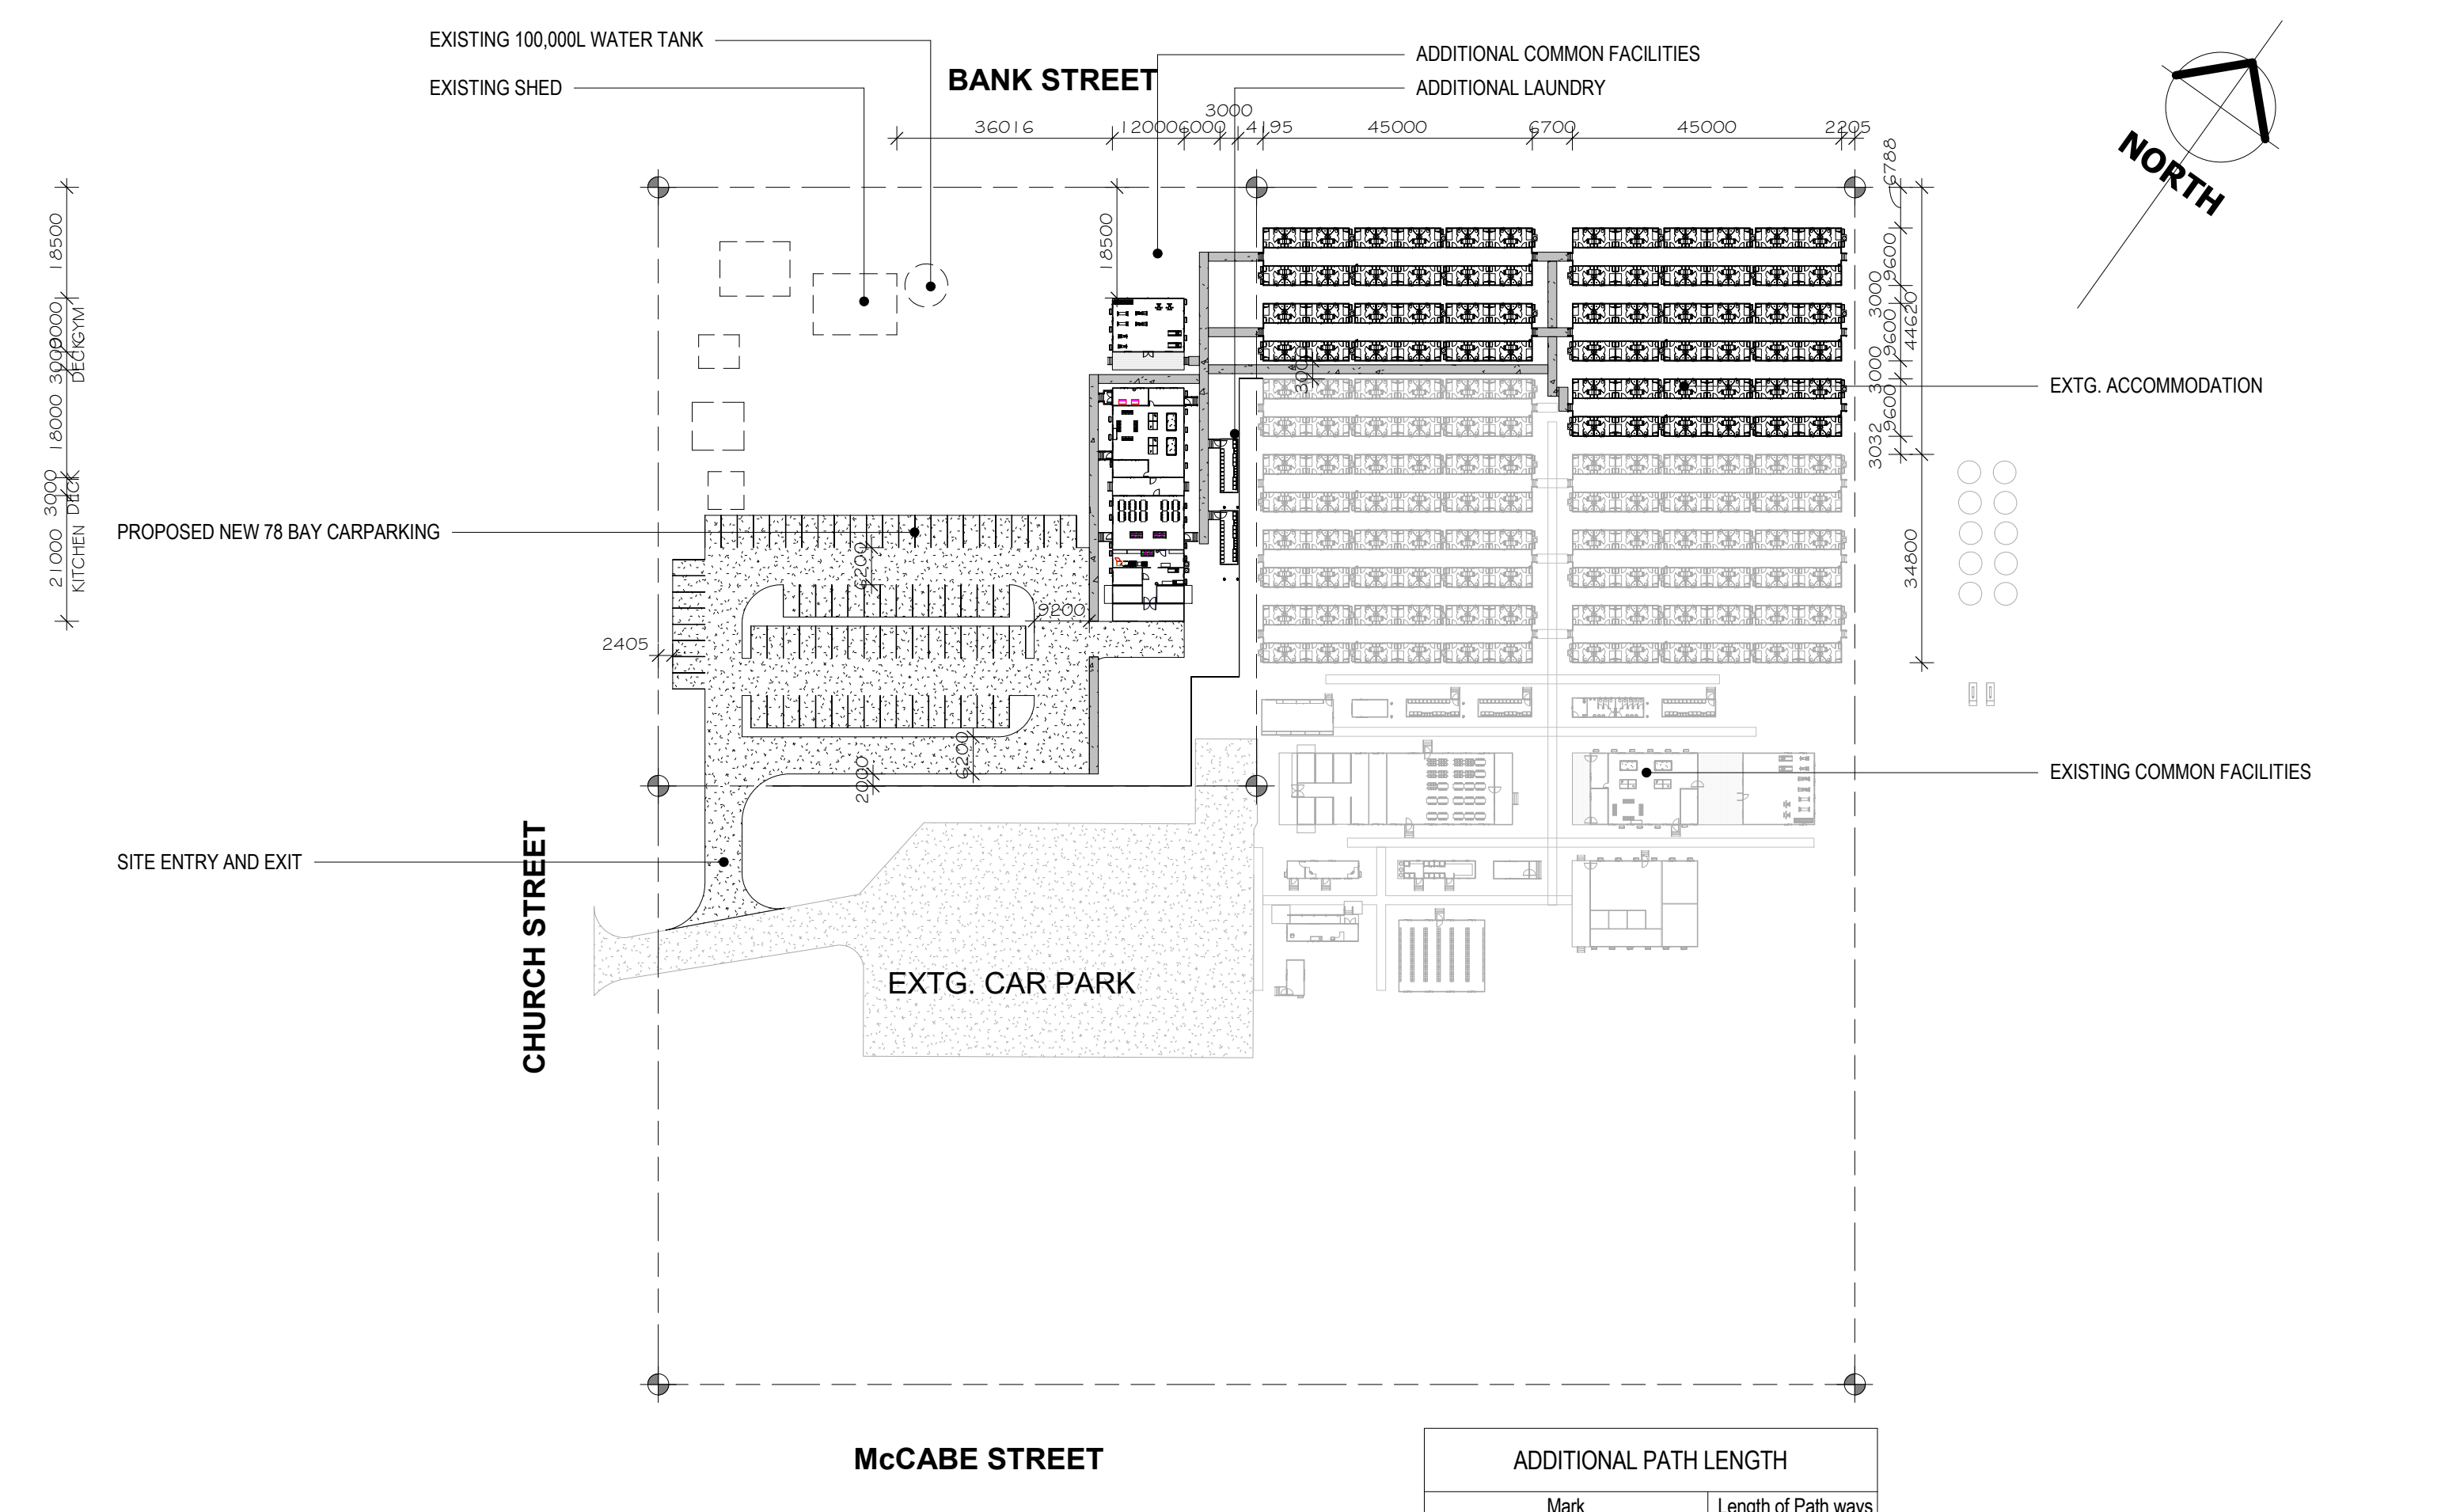 EXISTING 100,000L WATER TANK
EXISTING SHED
BANK STREET
ADDITIONAL COMMON FACILITIES
ADDITIONAL LAUNDRY
NORTH
36016
12000
6000
3000
4195
45000
6700
45000
2205
6788
9600
3000
44620
9600
3000
9600
3032
34800
18500
9000
GYM
3000
DECK
18000
3000
DECK
21000
KITCHEN
18500
3000
EXTG. ACCOMMODATION
PROPOSED NEW 78 BAY CARPARKING
6200
9200
2405
6200
2000
EXISTING COMMON FACILITIES
SITE ENTRY AND EXIT
CHURCH STREET
EXTG. CAR PARK
McCABE STREET
ADDITIONAL PATH LENGTH
Mark
Length of Path ways